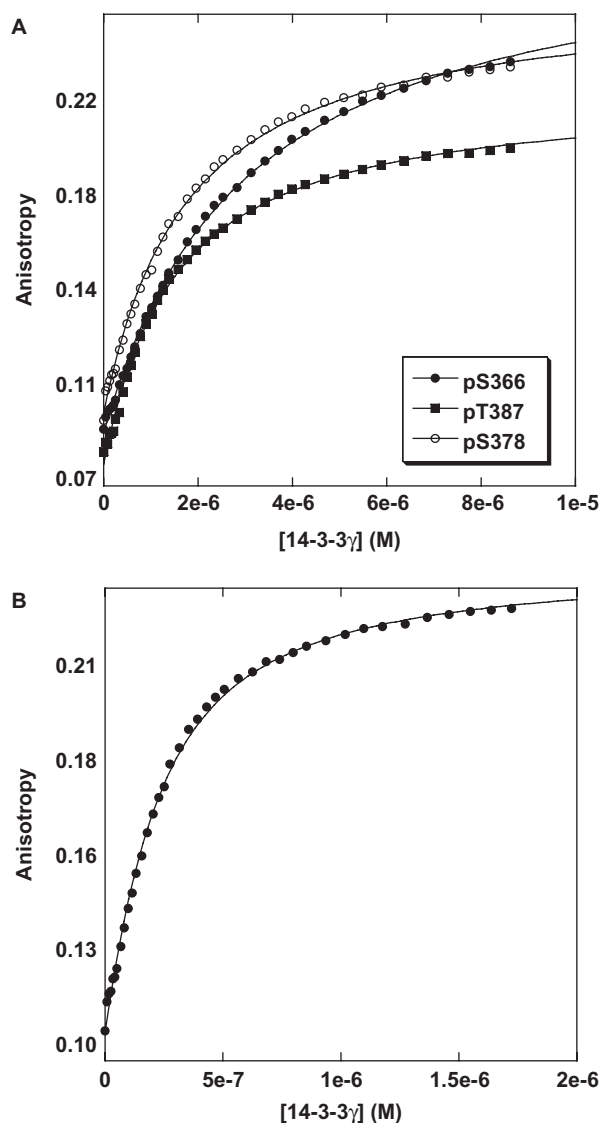 A
Anisotropy
0.22
0.18
0.14
0.11
0.07
pS366
pT387
pS378
0 2e-6 4e-6 6e-6 8e-6 1e-5
[14-3-3γ] (M)
B
Anisotropy
0.21
0.18
0.16
0.13
0.10
0 5e-7 1e-6 1.5e-6 2e-6
[14-3-3γ] (M)